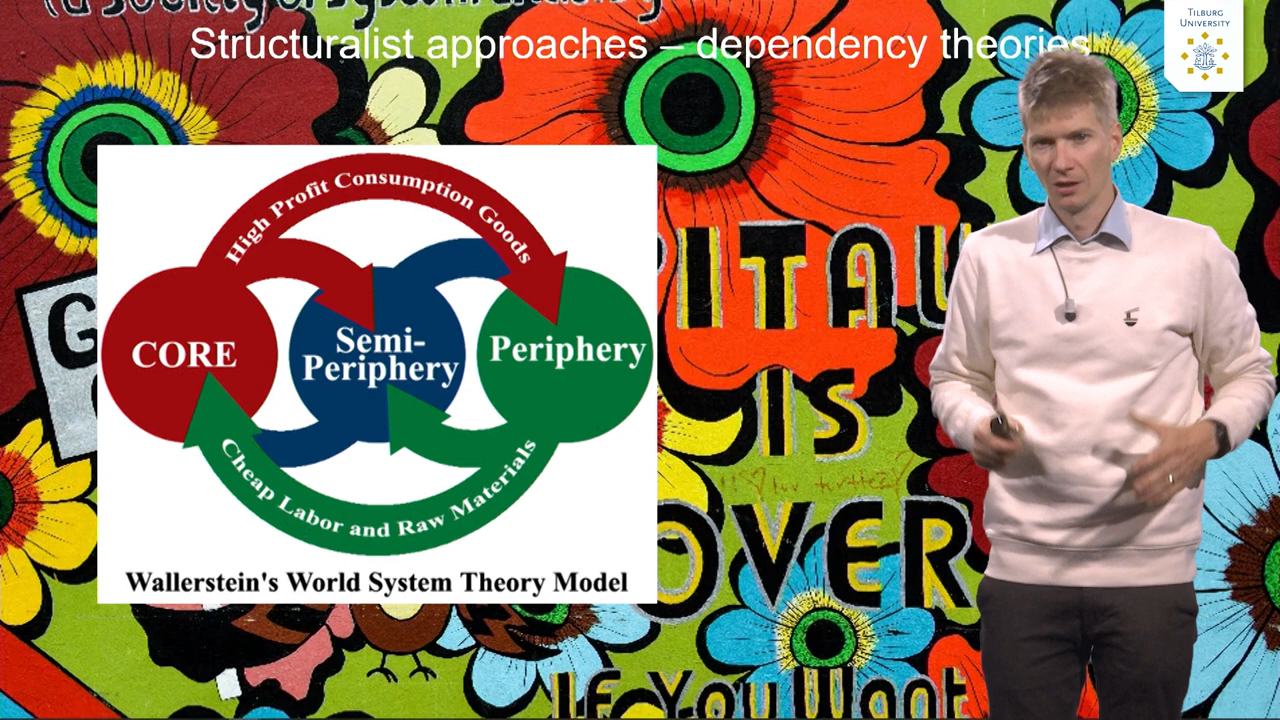 Structuralist approaches – dependency theories
TILBURG
UNIVERSITY
High Profit Consumption Goods
CORE
Semi-
Periphery
Periphery
Cheap Labor and Raw Materials
Wallerstein's World System Theory Model
IS
OVER
If You Want